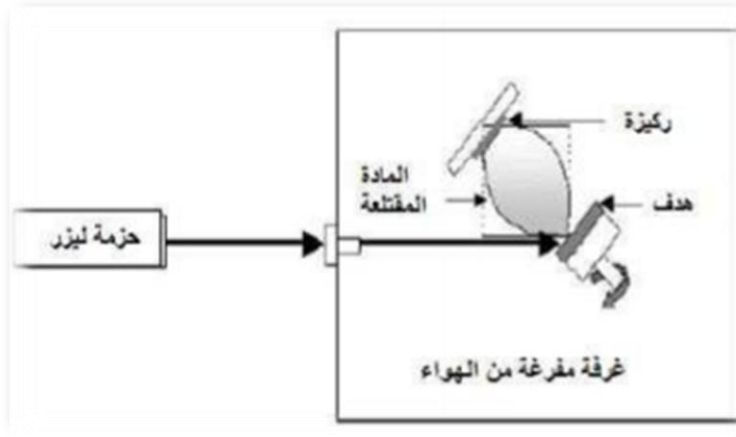 ركيزة
المادة
المقتلعة
هدف
حزمة ليزر
غرفة مفرغة من الهواء